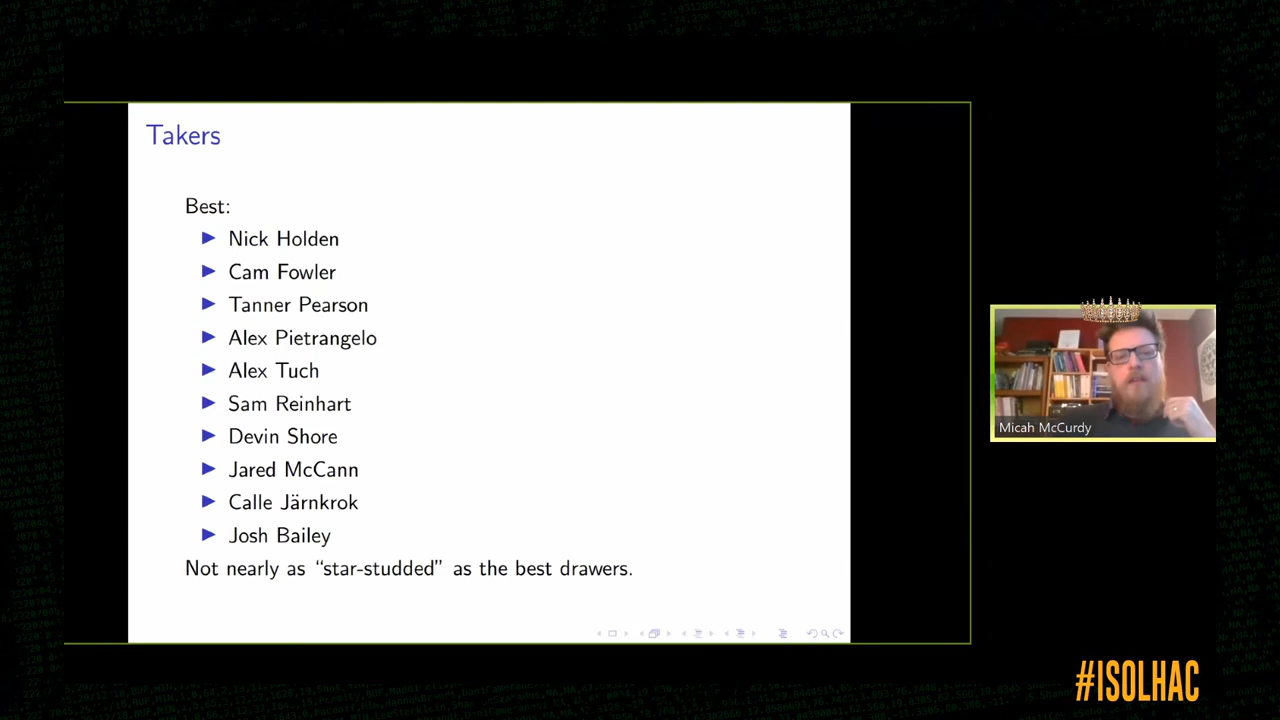 Takers
Best:
Nick Holden
Cam Fowler
Tanner Pearson
Alex Pietrangelo
Alex Tuch
Sam Reinhart
Devin Shore
Jared McCann
Calle Järnkrok
Josh Bailey
Not nearly as “star-studded” as the best drawers.
Micah McCurdy
#ISOLHAC